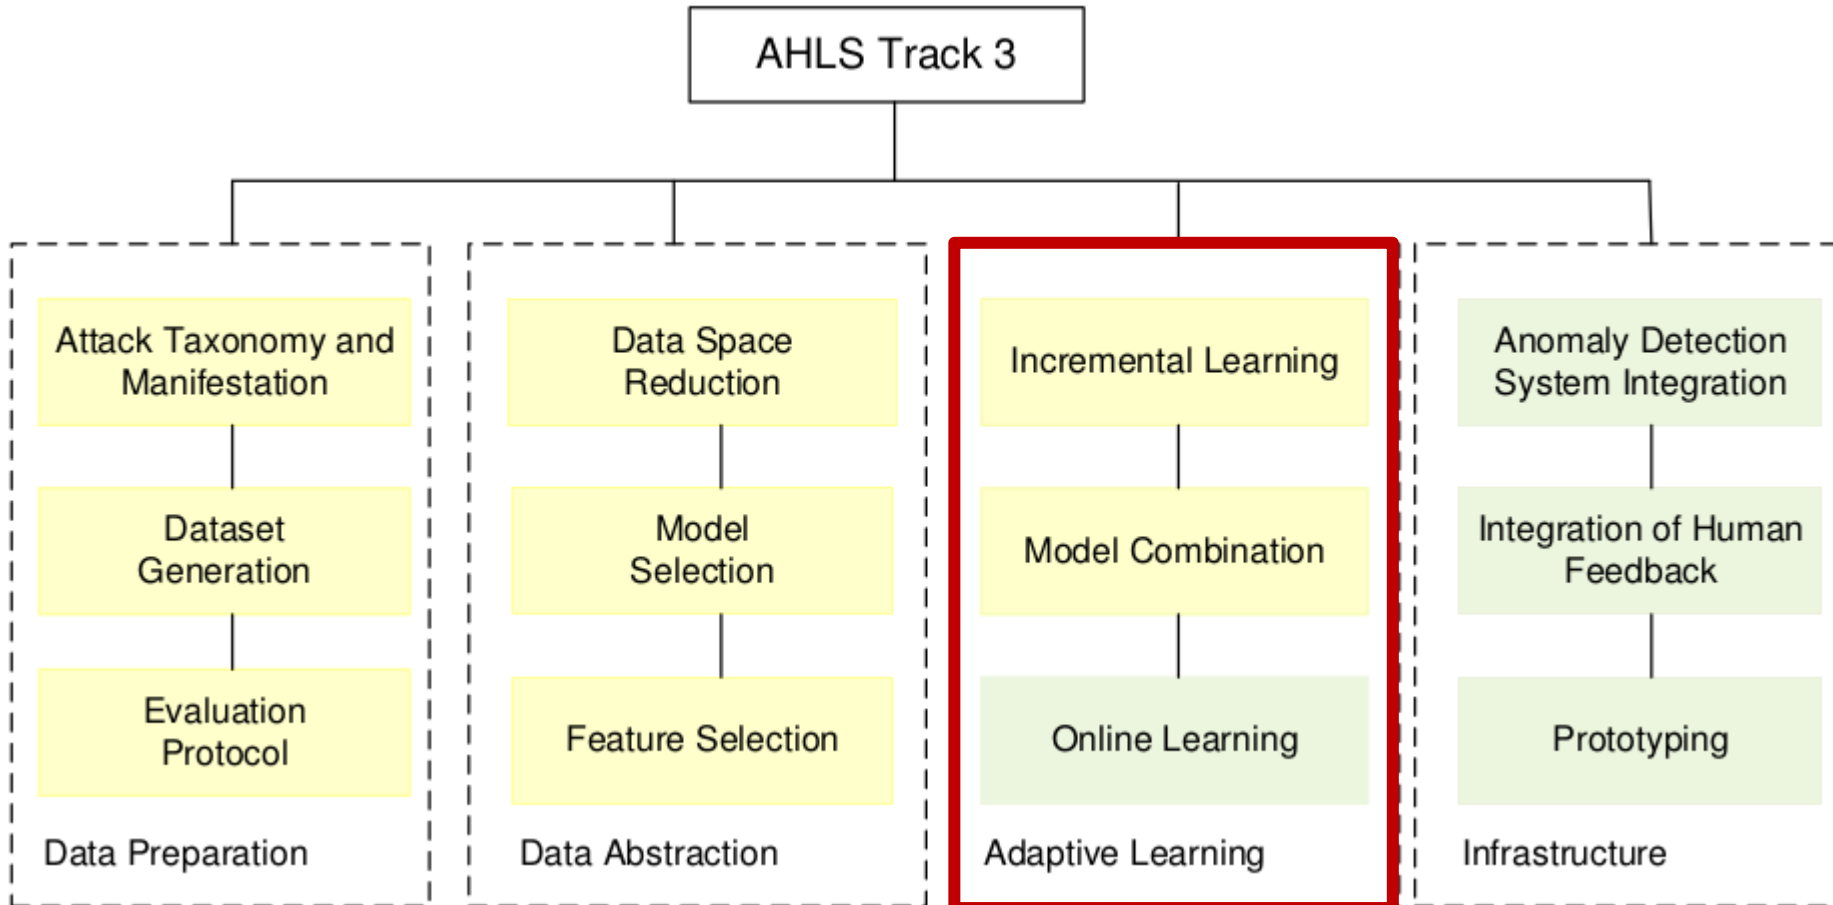 AHLS Track 3
Attack Taxonomy and
Manifestation
Dataset
Generation
Evaluation
Protocol
Data Preparation
Data Space
Reduction
Model
Selection
Feature Selection
Data Abstraction
Incremental Learning
Model Combination
Online Learning
Adaptive Learning
Anomaly Detection
System Integration
Integration of Human
Feedback
Prototyping
Infrastructure